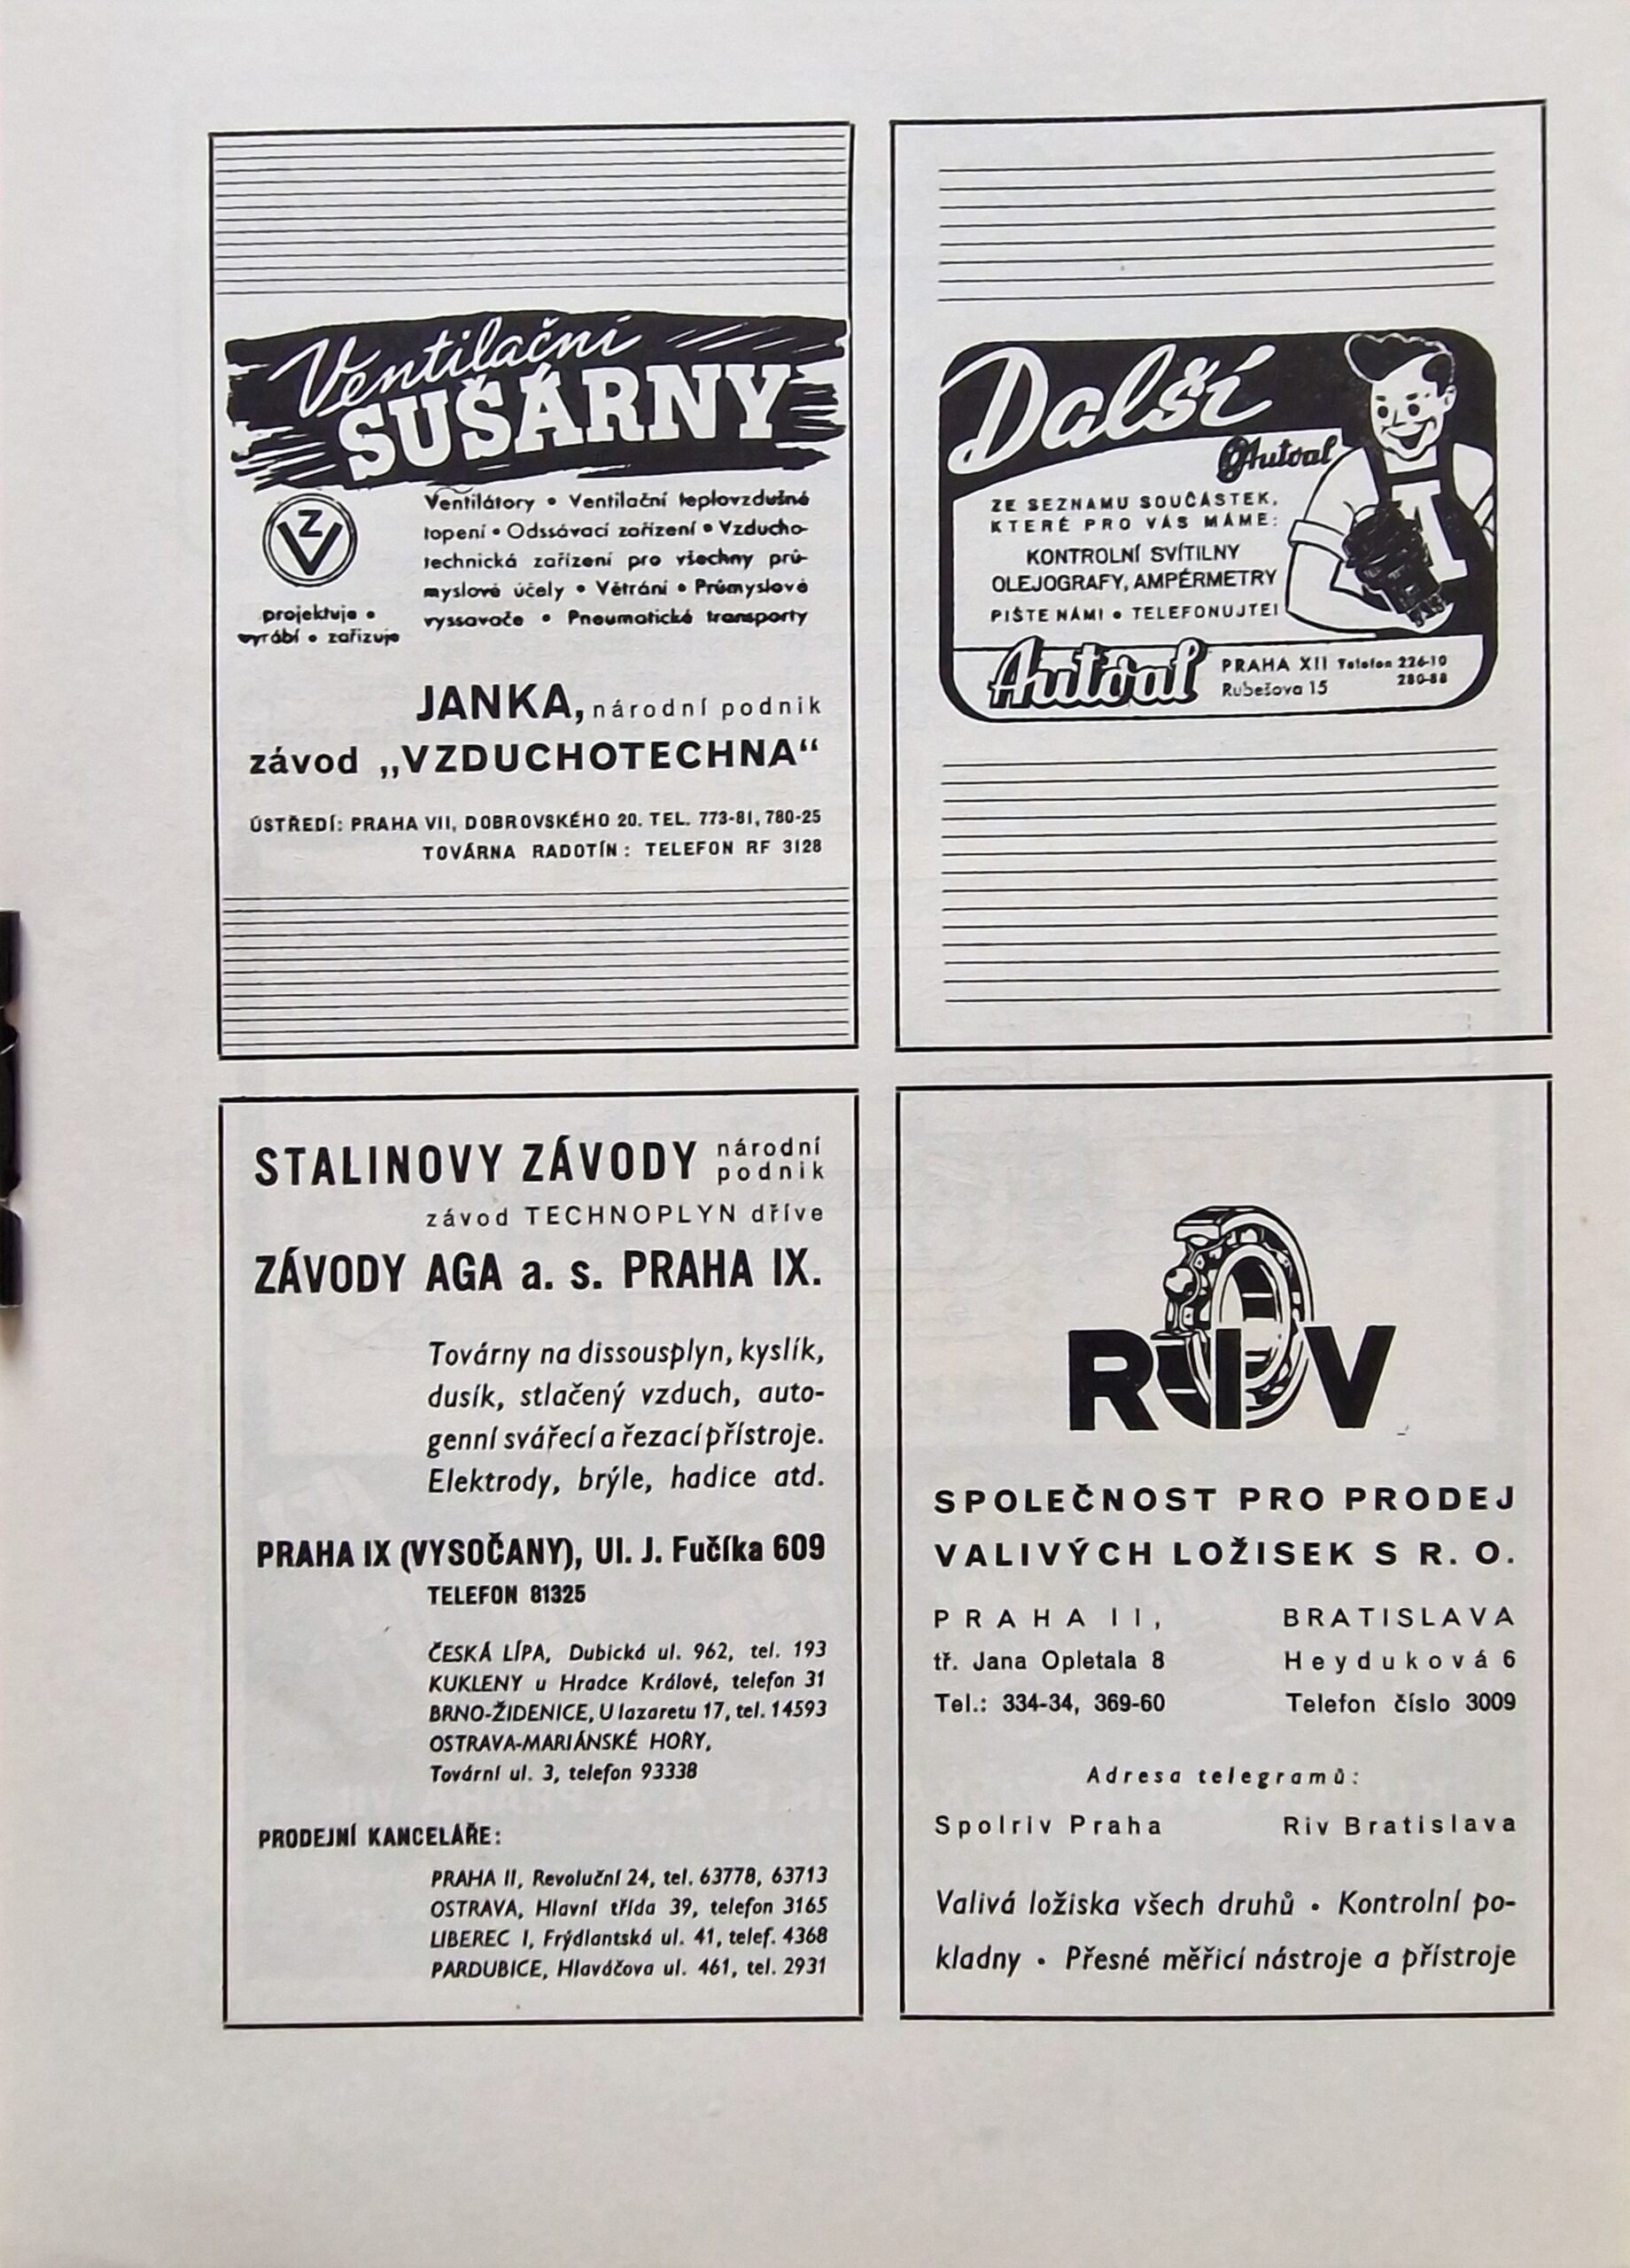 Ventilační
SUŠÁRNY
ZV
projektuje •
vyrábí • zařizuje
Ventilátory • Ventilační teplovzdušné
topení • Odssávací zařízení • Vzducho-
technická zařízení pro všechny prů-
myslové účely • Větrání • Průmyslové
vyssavače • Pneumatické transporty
JANKA, národní podnik
závod „VZDUCHOTECHNA“
ÚSTŘEDÍ: PRAHA VII, DOBROVSKÉHO 20. TEL. 773-81, 780-25
TOVÁRNA RADOTÍN: TELEFON RF 3128
Další
Autoal
ZE SEZNAMU SOUČÁSTEK,
KTERÉ PRO VÁS MÁME:
KONTROLNÍ SVÍTILNY
OLEJOGRAFY, AMPÉRMETRY
PIŠTE NÁM! • TELEFONUJTE!
Autoal
PRAHA XII Telefon 226-10
280-88
Rubešova 15
STALINOVY ZÁVODY národní
podnik
závod TECHNOPLYN dříve
ZÁVODY AGA a. s. PRAHA IX.
Továrny na dissousplyn, kyslík,
dusík, stlačený vzduch, auto-
genní svářecí a řezací přístroje.
Elektrody, brýle, hadice atd.
PRAHA IX (VYSOČANY), Ul. J. Fučíka 609
TELEFON 81325
ČESKÁ LÍPA, Dubická ul. 962, tel. 193
KUKLENY u Hradce Králové, telefon 31
BRNO-ŽIDENICE, U lazaretu 17, tel. 14593
OSTRAVA-MARIÁNSKÉ HORY,
Tovární ul. 3, telefon 93338
PRODEJNÍ KANCELÁŘE:
PRAHA II, Revoluční 24, tel. 63778, 63713
OSTRAVA, Hlavní třída 39, telefon 3165
LIBEREC I, Frýdlantská ul. 41, telef. 4368
PARDUBICE, Hlaváčova ul. 461, tel. 2931
RIV
SPOLEČNOST PRO PRODEJ
VALIVÝCH LOŽISEK S R. O.
PRAHA II,
tř. Jana Opletala 8
Tel.: 334-34, 369-60
BRATISLAVA
Heyduková 6
Telefon číslo 3009
Adresa telegramů:
Spolriv Praha
Riv Bratislava
Valivá ložiska všech druhů • Kontrolní po-
kladny • Přesné měřicí nástroje a přístroje